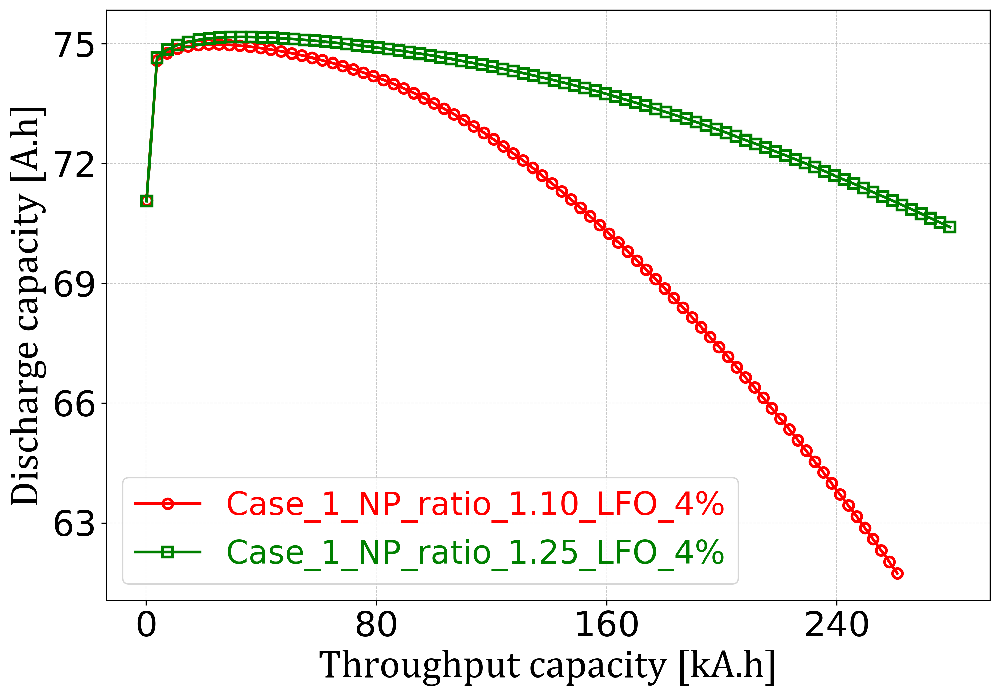 Discharge capacity [A.h]
75
72
69
66
63
Case_1_NP_ratio_1.10_LFO_4%
Case_1_NP_ratio_1.25_LFO_4%
0
80
160
240
Throughput capacity [kA.h]